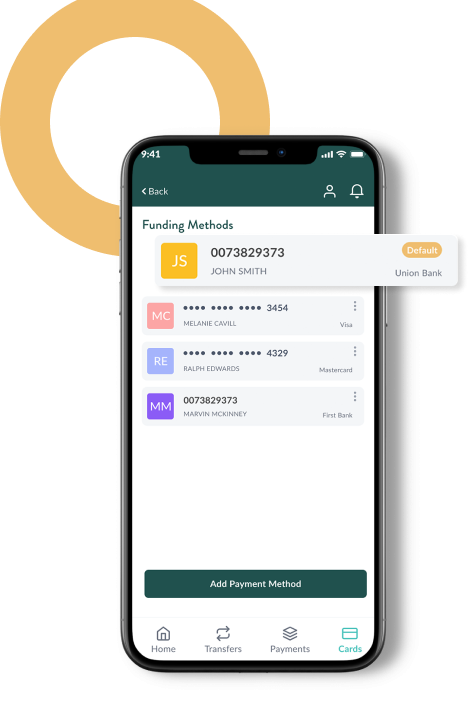 9:41
Back
Funding Methods
JS
0073829373
Default
JOHN SMITH
Union Bank
MC
•••• •••• •••• 3454
MELANIE CAVILL
Visa
RE
•••• •••• •••• 4329
RALPH EDWARDS
Mastercard
MM
0073829373
MARVIN MCKINNEY
First Bank
Add Payment Method
Home
Transfers
Payments
Cards